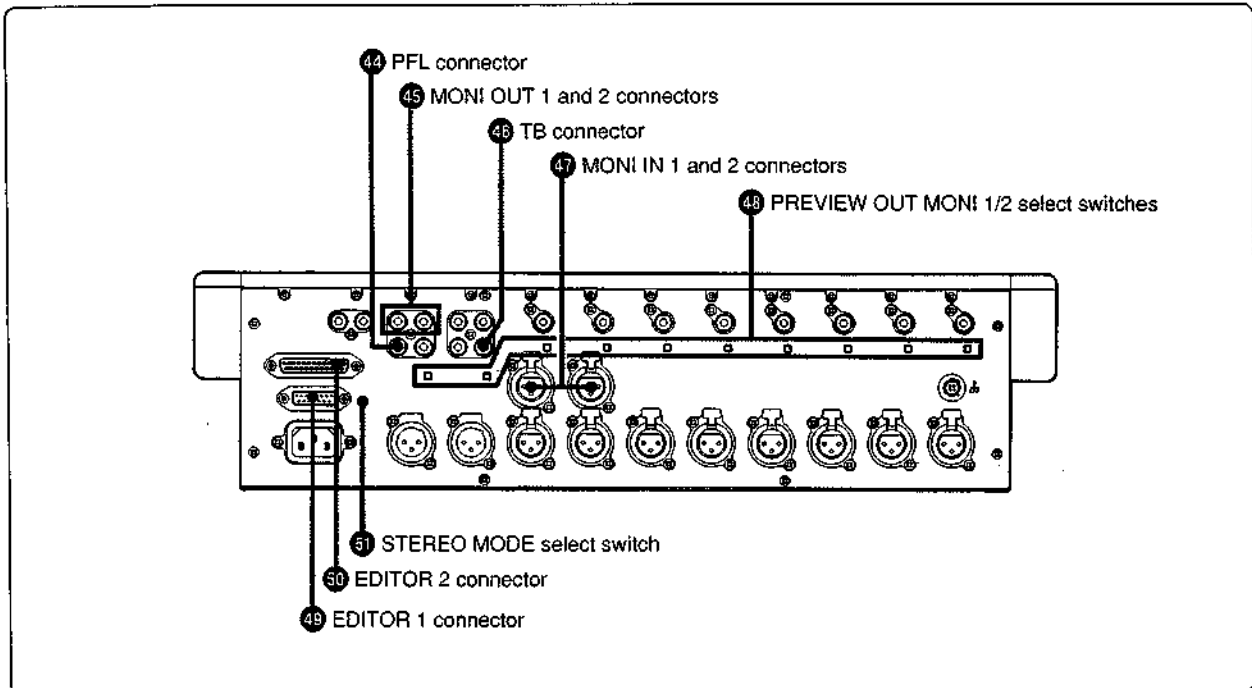 44 PFL connector
45 MONI OUT 1 and 2 connectors
46 TB connector
47 MONI IN 1 and 2 connectors
48 PREVIEW OUT MONI 1/2 select switches
51 STEREO MODE select switch
50 EDITOR 2 connector
49 EDITOR 1 connector